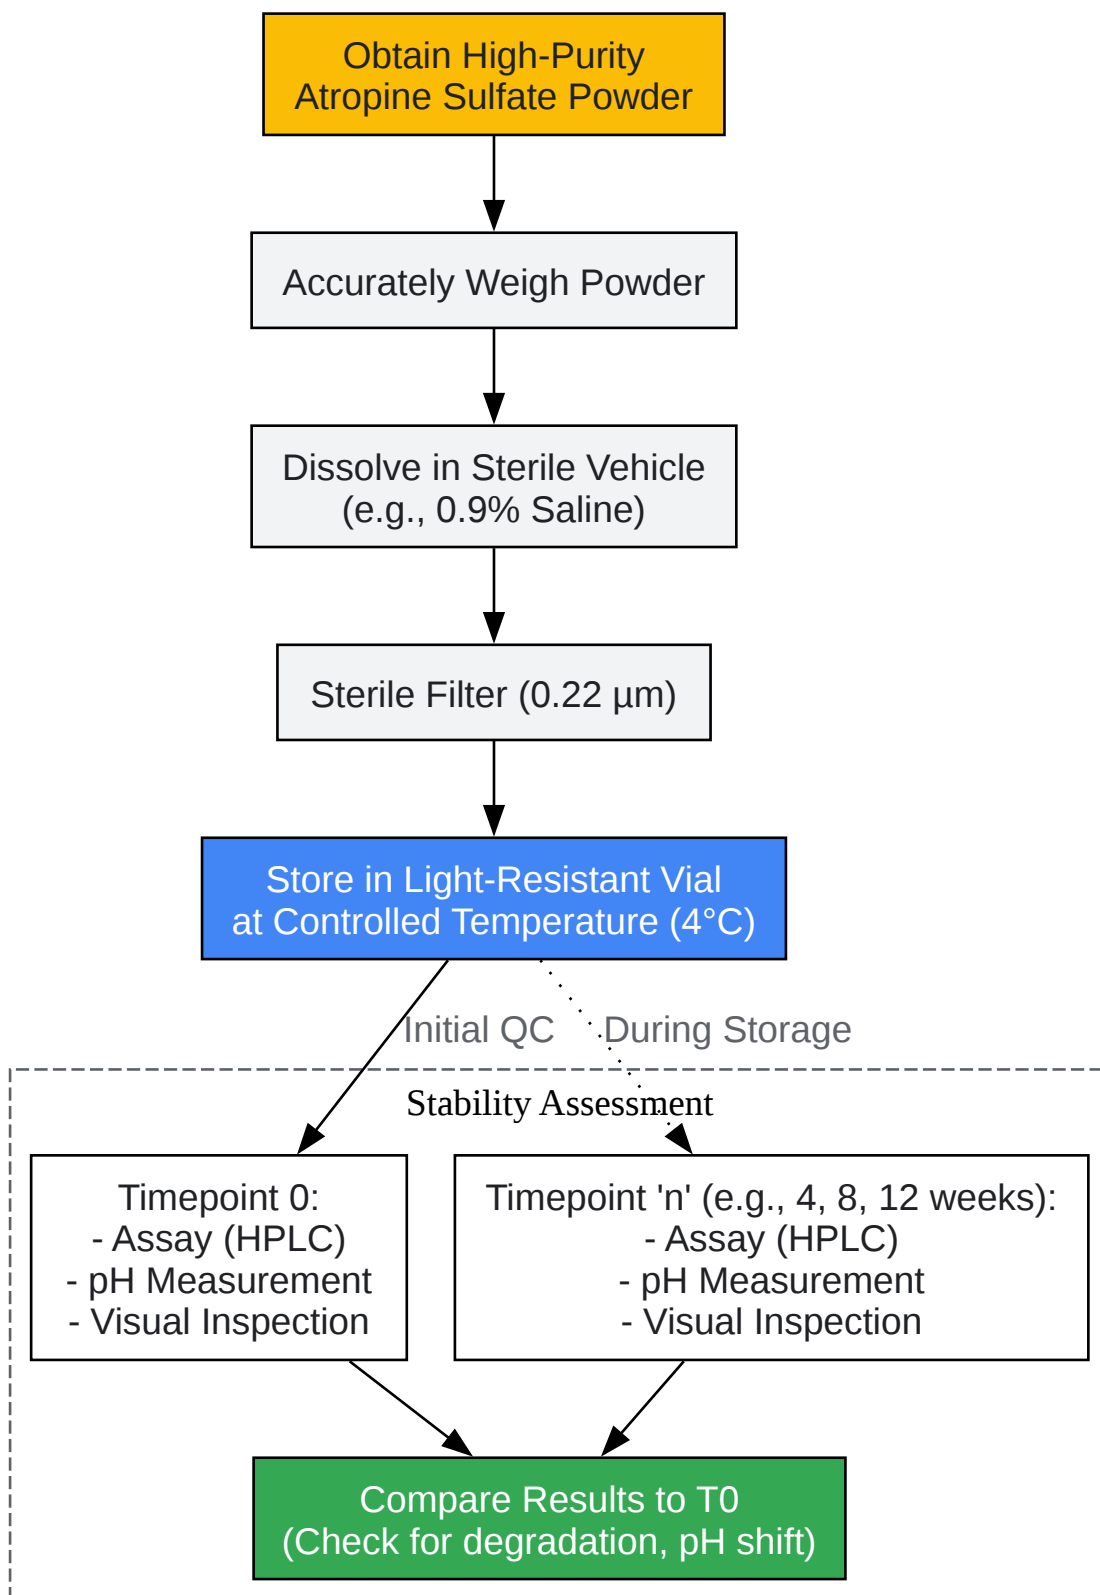 Obtain High-Purity
Atropine Sulfate Powder
Accurately Weigh Powder
Dissolve in Sterile Vehicle
(e.g., 0.9% Saline)
Sterile Filter (0.22 µm)
Store in Light-Resistant Vial
at Controlled Temperature (4°C)
Initial QC
During Storage
Stability Assessment
Timepoint 0:
- Assay (HPLC)
- pH Measurement
- Visual Inspection
Timepoint 'n' (e.g., 4, 8, 12 weeks):
- Assay (HPLC)
- pH Measurement
- Visual Inspection
Compare Results to T0
(Check for degradation, pH shift)